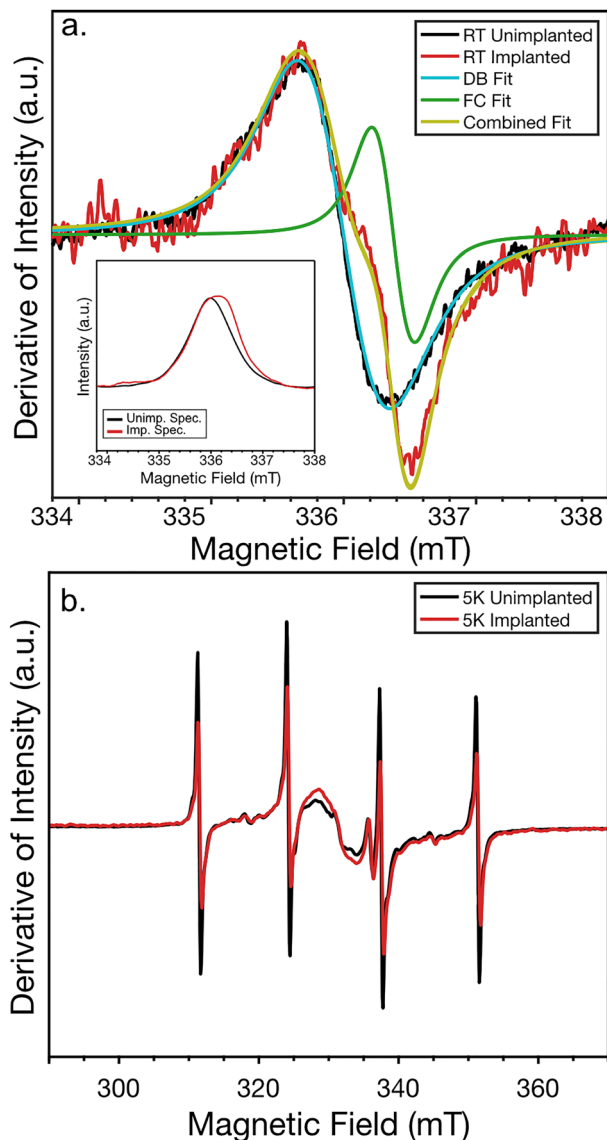 a.
RT Unimplanted
RT Implanted
DB Fit
FC Fit
Combined Fit
Derivative of Intensity (a.u.)
Intensity (a.u.)
Unimp. Spec.
Imp. Spec.
334 335 336 337 338
Magnetic Field (mT)
334 335 336 337 338
Magnetic Field (mT)
b.
5K Unimplanted
5K Implanted
Derivative of Intensity (a.u.)
300 320 340 360
Magnetic Field (mT)